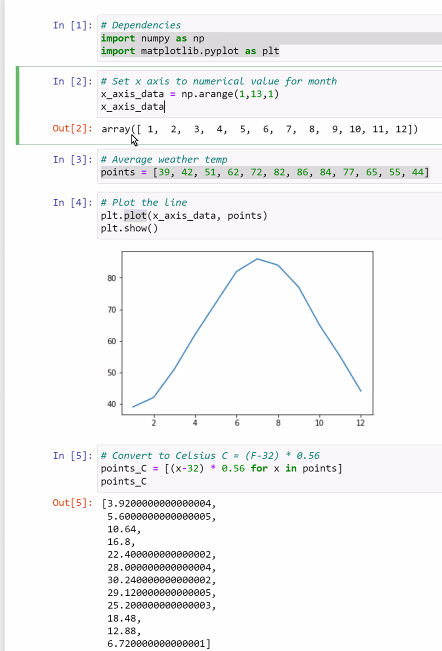 In [1]: # Dependencies
import numpy as np
import matplotlib.pyplot as plt
In [2]: # Set x axis to numerical value for month
x_axis_data = np.arange(1,13,1)
x_axis_data
Out[2]: array([ 1, 2, 3, 4, 5, 6, 7, 8, 9, 10, 11, 12])
In [3]: # Average weather temp
points = [39, 42, 51, 62, 72, 82, 86, 84, 77, 65, 55, 44]
In [4]: # Plot the line
plt.plot(x_axis_data, points)
plt.show()
80
70
60
50
40
2 4 6 8 10 12
In [5]: # Convert to Celsius C = (F-32) * 0.56
points_C = [(x-32) * 0.56 for x in points]
points_C
Out[5]: [3.9200000000000004,
5.6000000000000005,
10.64,
16.8,
22.400000000000002,
28.000000000000004,
30.240000000000002,
29.120000000000005,
25.200000000000003,
18.48,
12.88,
6.720000000000001]